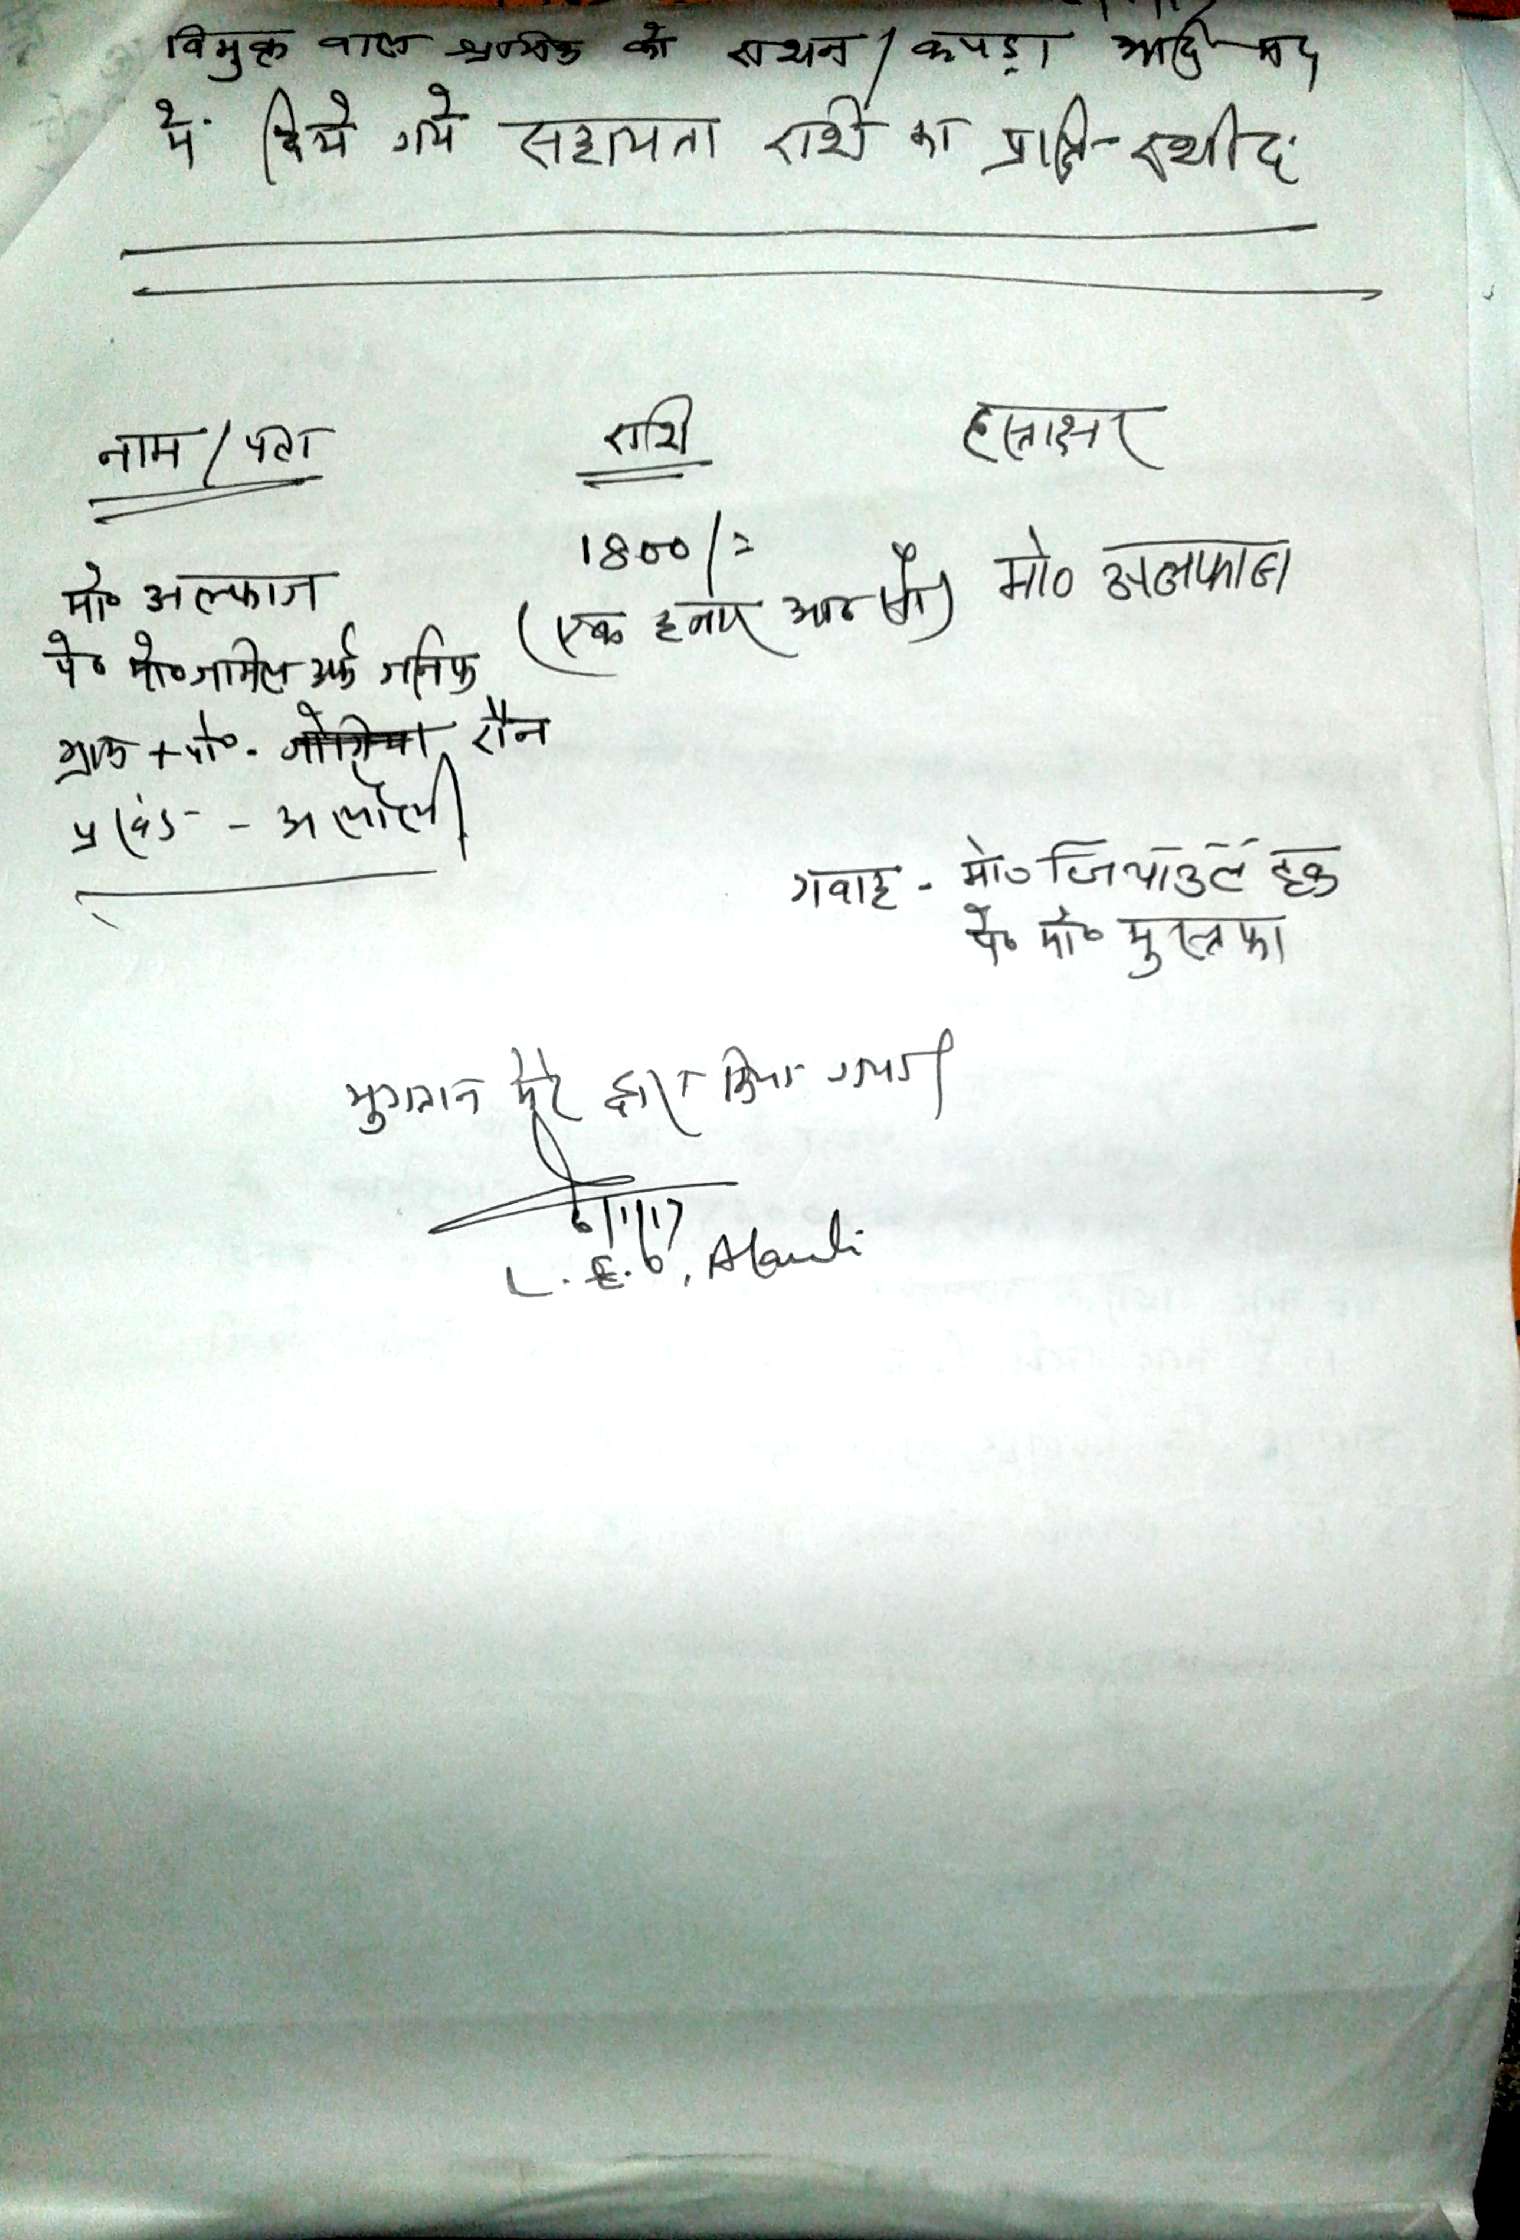 विमुक्त बाल श्रमिक को राशन / कपड़ा आदि मद
में दिये गये सहायता राशि का प्राप्ति-रसीद
नाम / पता राशि हस्ताक्षर
मो० अल्फाज 1800/= मो० अलफाज
(एक हजार आठ सौ)
पे० मो० जामिल उर्फ
ग्राम + पो०- रौन
प्रखंड - अलौली
गवाह - मो० जियाउल हक
पे० मो० मुस्तफा
भुगतान मेरे द्वारा किया गया।
6/1/17
L.E.O, Alauli